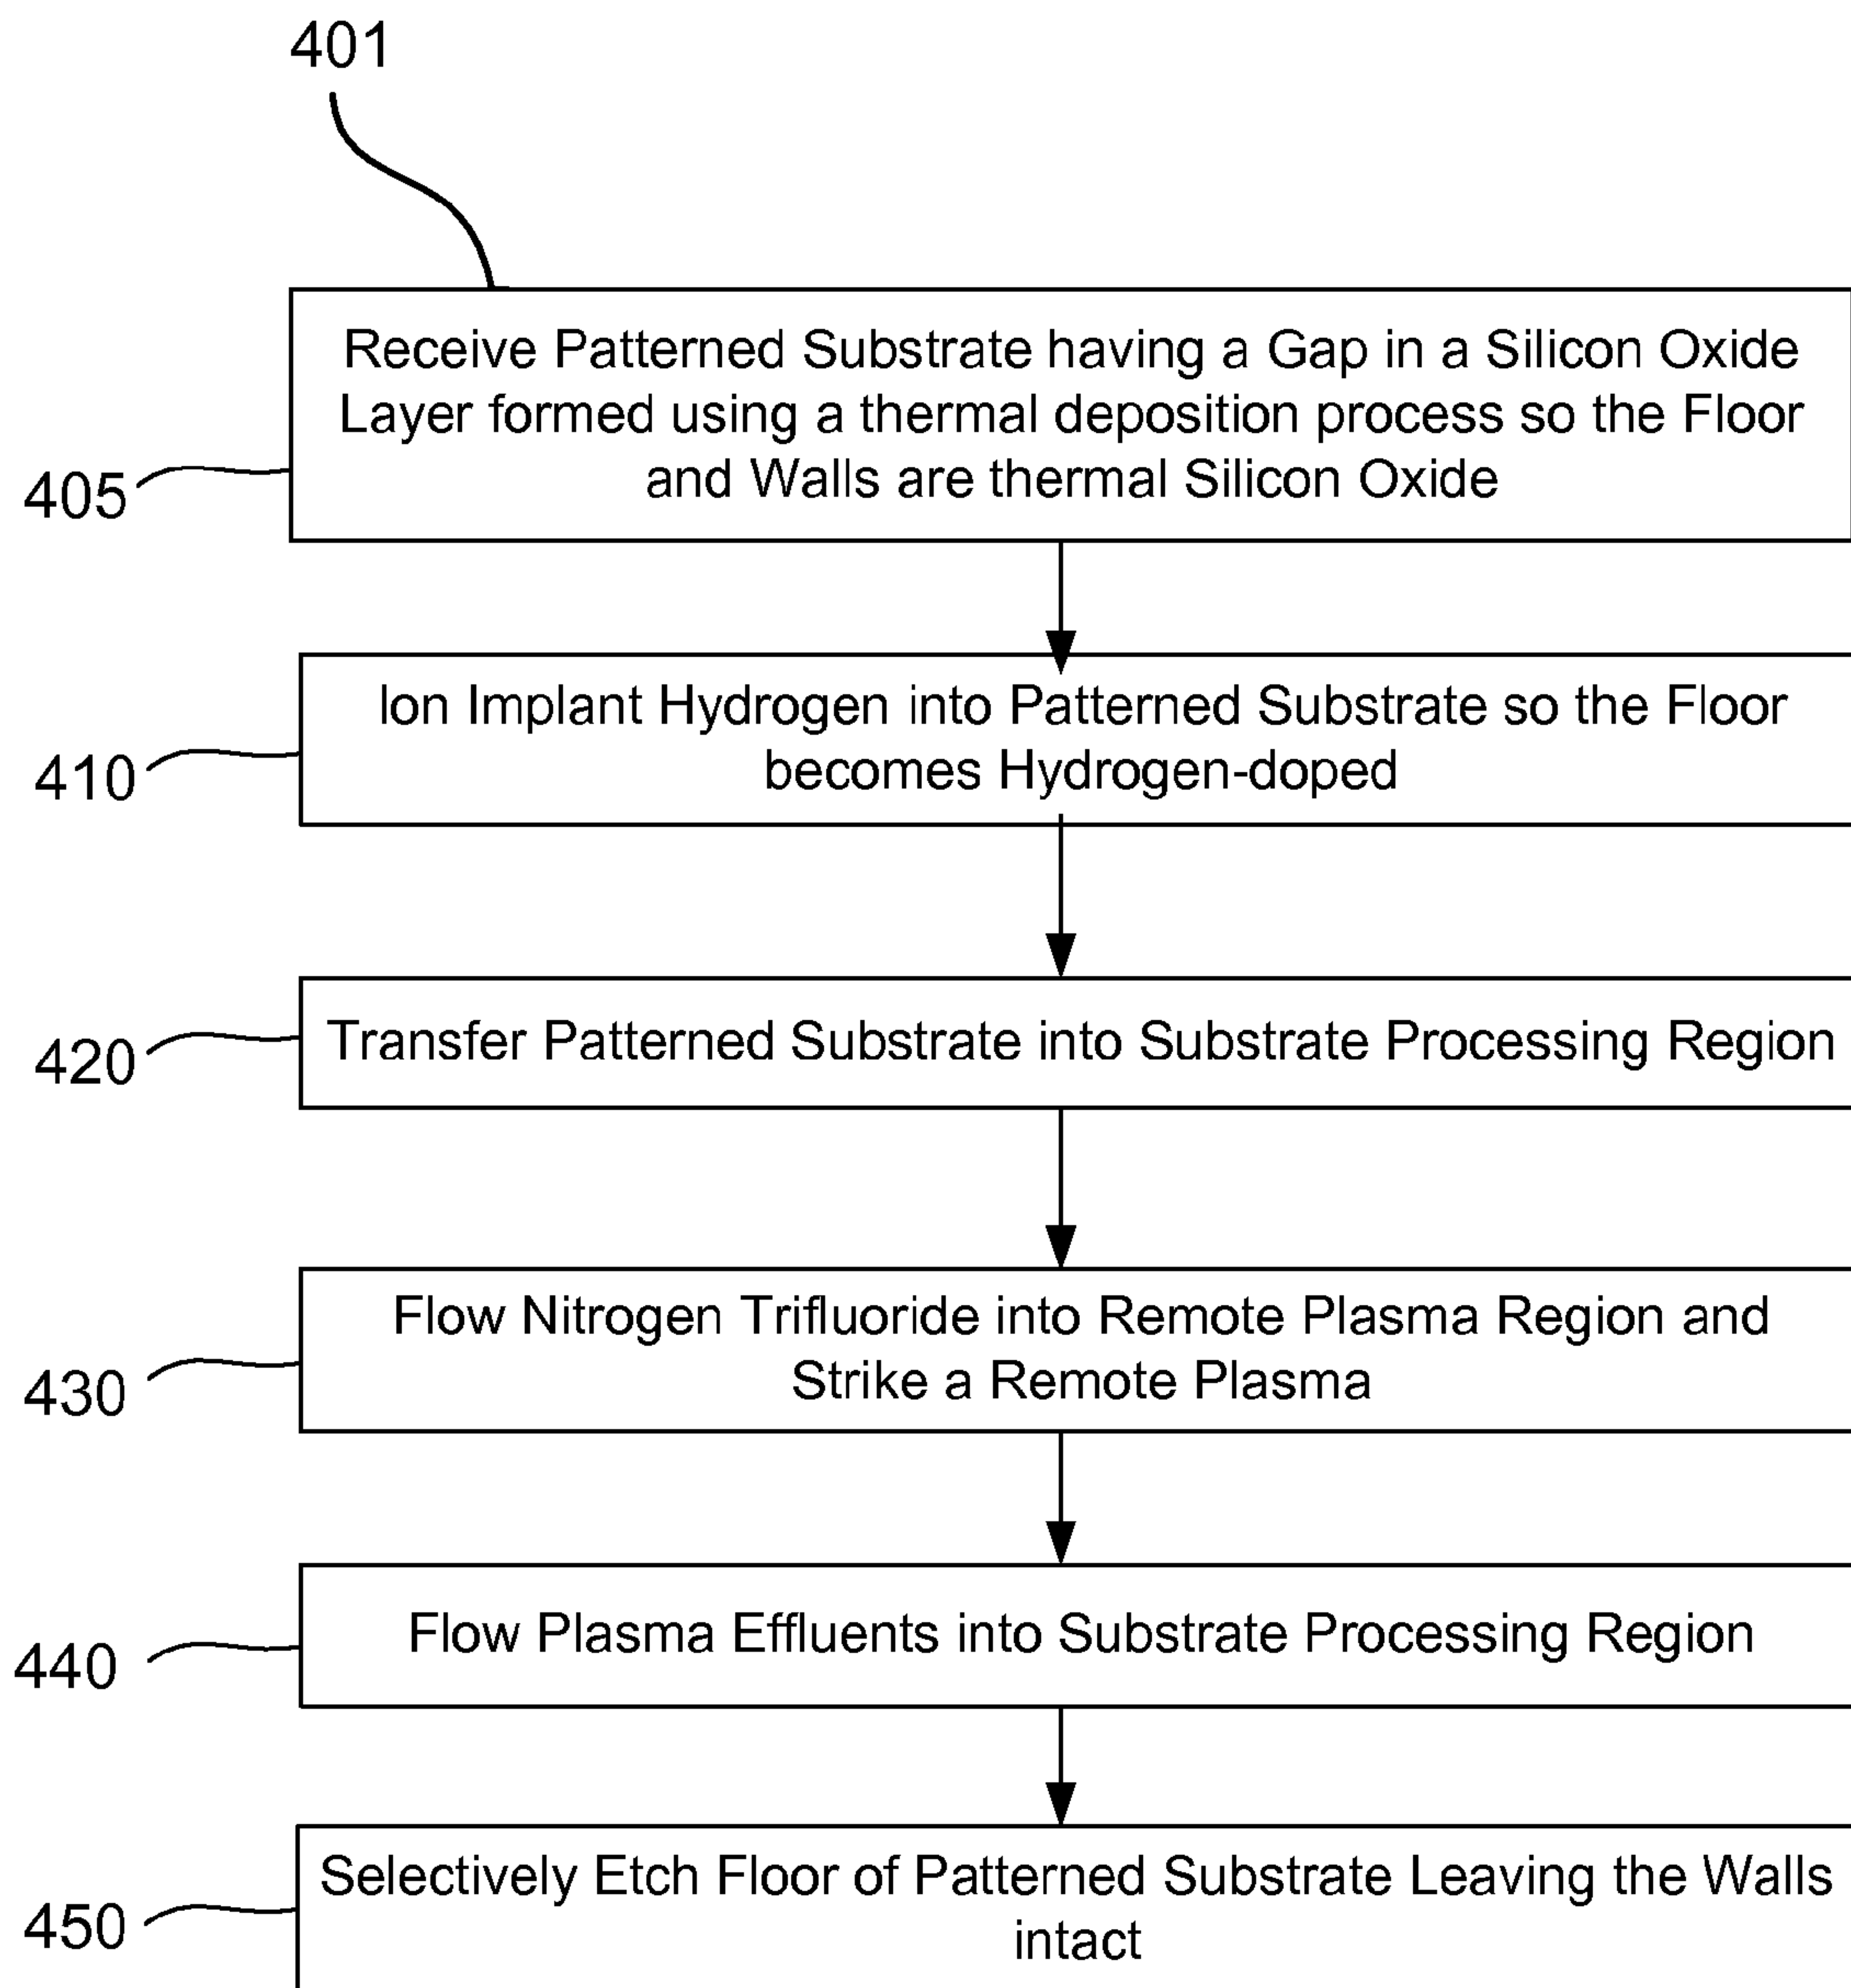 401
Receive Patterned Substrate having a Gap in a Silicon Oxide
Layer formed using a thermal deposition process so the Floor
and Walls are thermal Silicon Oxide
405
Ion Implant Hydrogen into Patterned Substrate so the Floor
becomes Hydrogen-doped
410
Transfer Patterned Substrate into Substrate Processing Region
420
Flow Nitrogen Trifluoride into Remote Plasma Region and
Strike a Remote Plasma
430
Flow Plasma Effluents into Substrate Processing Region
440
Selectively Etch Floor of Patterned Substrate Leaving the Walls
intact
450